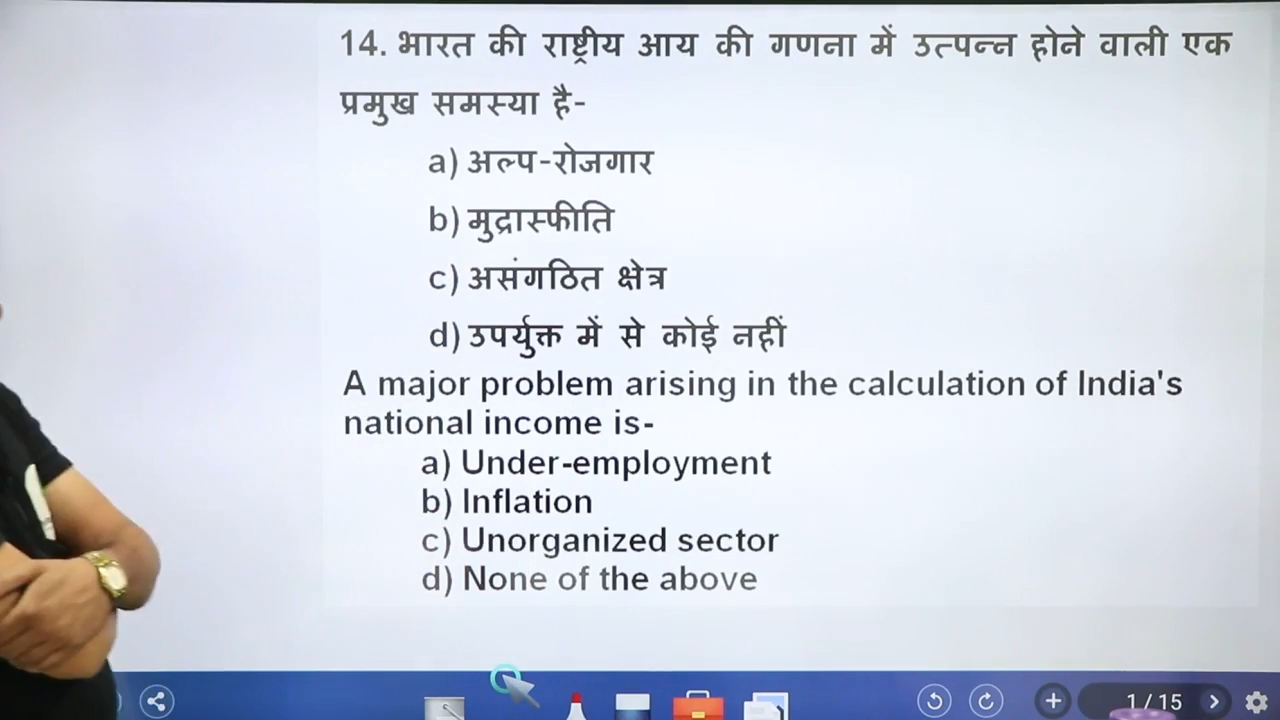 14. भारत की राष्ट्रीय आय की गणना में उत्पन्न होने वाली एक
प्रमुख समस्या है-
a) अल्प-रोजगार
b) मुद्रास्फीति
c) असंगठित क्षेत्र
d) उपर्युक्त में से कोई नहीं
A major problem arising in the calculation of India's
national income is-
a) Under-employment
b) Inflation
c) Unorganized sector
d) None of the above
1 / 15